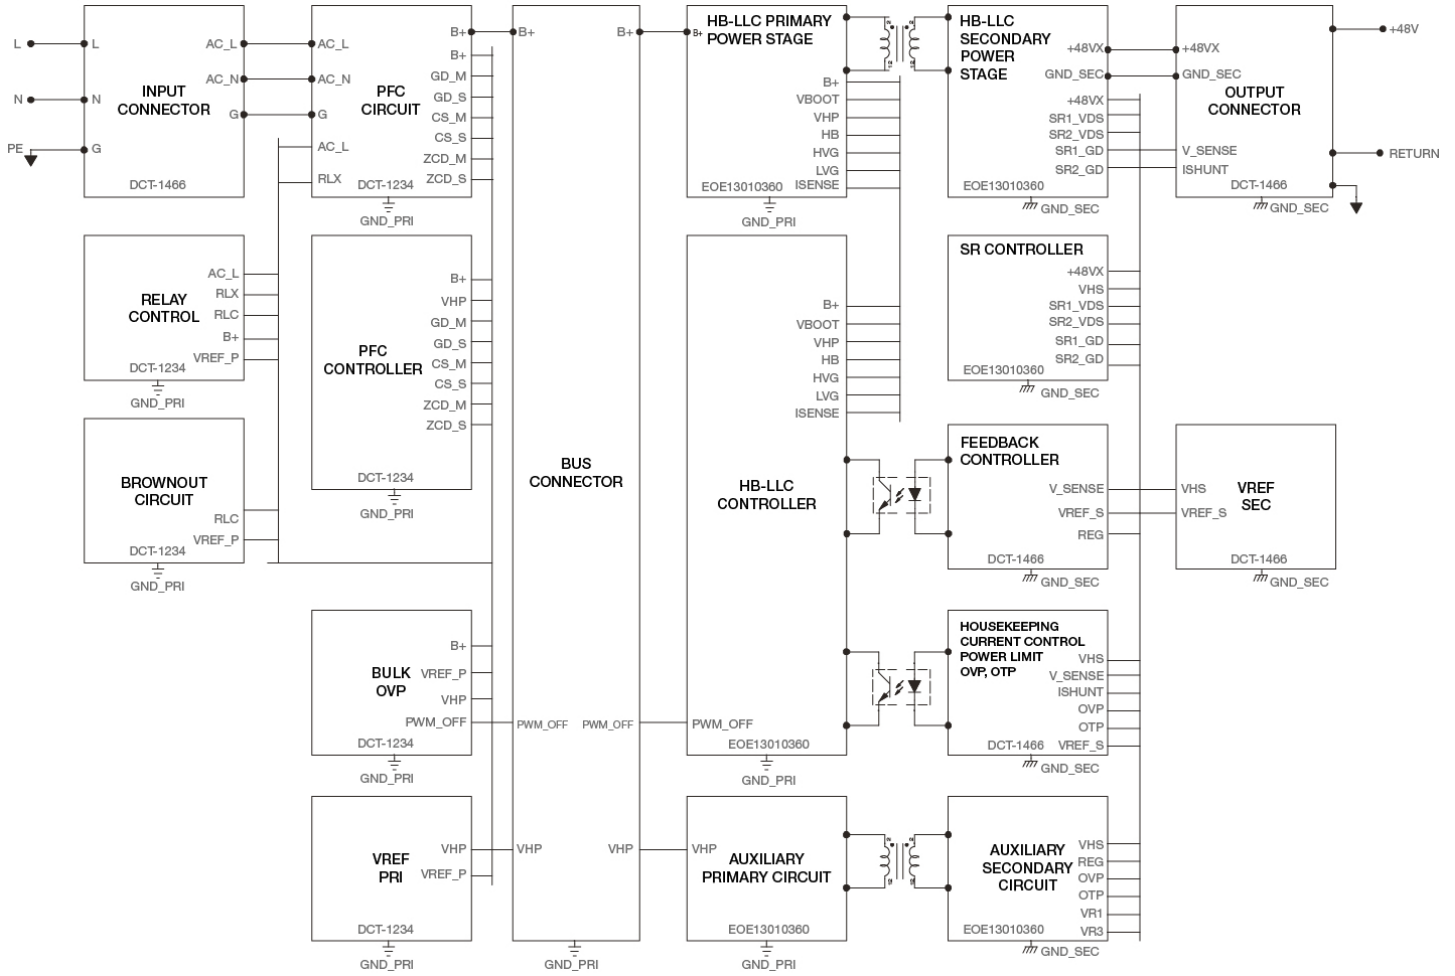 L
N
PE
L
N
G
AC_L
AC_N
G
INPUT
CONNECTOR
DCT-1466
AC_L
AC_N
G
AC_L
RLX
PFC
CIRCUIT
DCT-1234
B+
B+
GD_M
GD_S
CS_M
CS_S
ZCD_M
ZCD_S
GND_PRI
RELAY
CONTROL
AC_L
RLX
RLC
B+
VREF_P
DCT-1234
GND_PRI
BROWNOUT
CIRCUIT
RLC
VREF_P
DCT-1234
GND_PRI
PFC
CONTROLLER
B+
VHP
GD_M
GD_S
CS_M
CS_S
ZCD_M
ZCD_S
DCT-1234
GND_PRI
BULK
OVP
B+
VREF_P
VHP
PWM_OFF
DCT-1234
GND_PRI
VREF
PRI
VHP
VREF_P
DCT-1234
GND_PRI
B+
B+
BUS
CONNECTOR
PWM_OFF
PWM_OFF
VHP
VHP
GND_PRI
HB-LLC PRIMARY
POWER STAGE
B+
B+
VBOOT
VHP
HB
HVG
LVG
ISENSE
EOE13010360
GND_PRI
HB-LLC
CONTROLLER
B+
VBOOT
VHP
HB
HVG
LVG
ISENSE
PWM_OFF
EOE13010360
GND_PRI
VHP
AUXILIARY
PRIMARY CIRCUIT
EOE13010360
GND_PRI
HB-LLC
SECONDARY
POWER
STAGE
+48VX
GND_SEC
+48VX
SR1_VDS
SR2_VDS
SR1_GD
SR2_GD
EOE13010360
GND_SEC
SR CONTROLLER
+48VX
VHS
SR1_VDS
SR2_VDS
SR1_GD
SR2_GD
EOE13010360
GND_SEC
FEEDBACK
CONTROLLER
V_SENSE
VREF_S
REG
DCT-1466
GND_SEC
HOUSEKEEPING
CURRENT CONTROL
POWER LIMIT
OVP, OTP
VHS
V_SENSE
ISHUNT
OVP
OTP
VREF_S
DCT-1466
GND_SEC
AUXILIARY
SECONDARY
CIRCUIT
VHS
REG
OVP
OTP
VR1
VR3
EOE13010360
GND_SEC
+48VX
GND_SEC
OUTPUT
CONNECTOR
V_SENSE
ISHUNT
DCT-1466
GND_SEC
+48V
RETURN
VHS
VREF_S
VREF
SEC
DCT-1466
GND_SEC